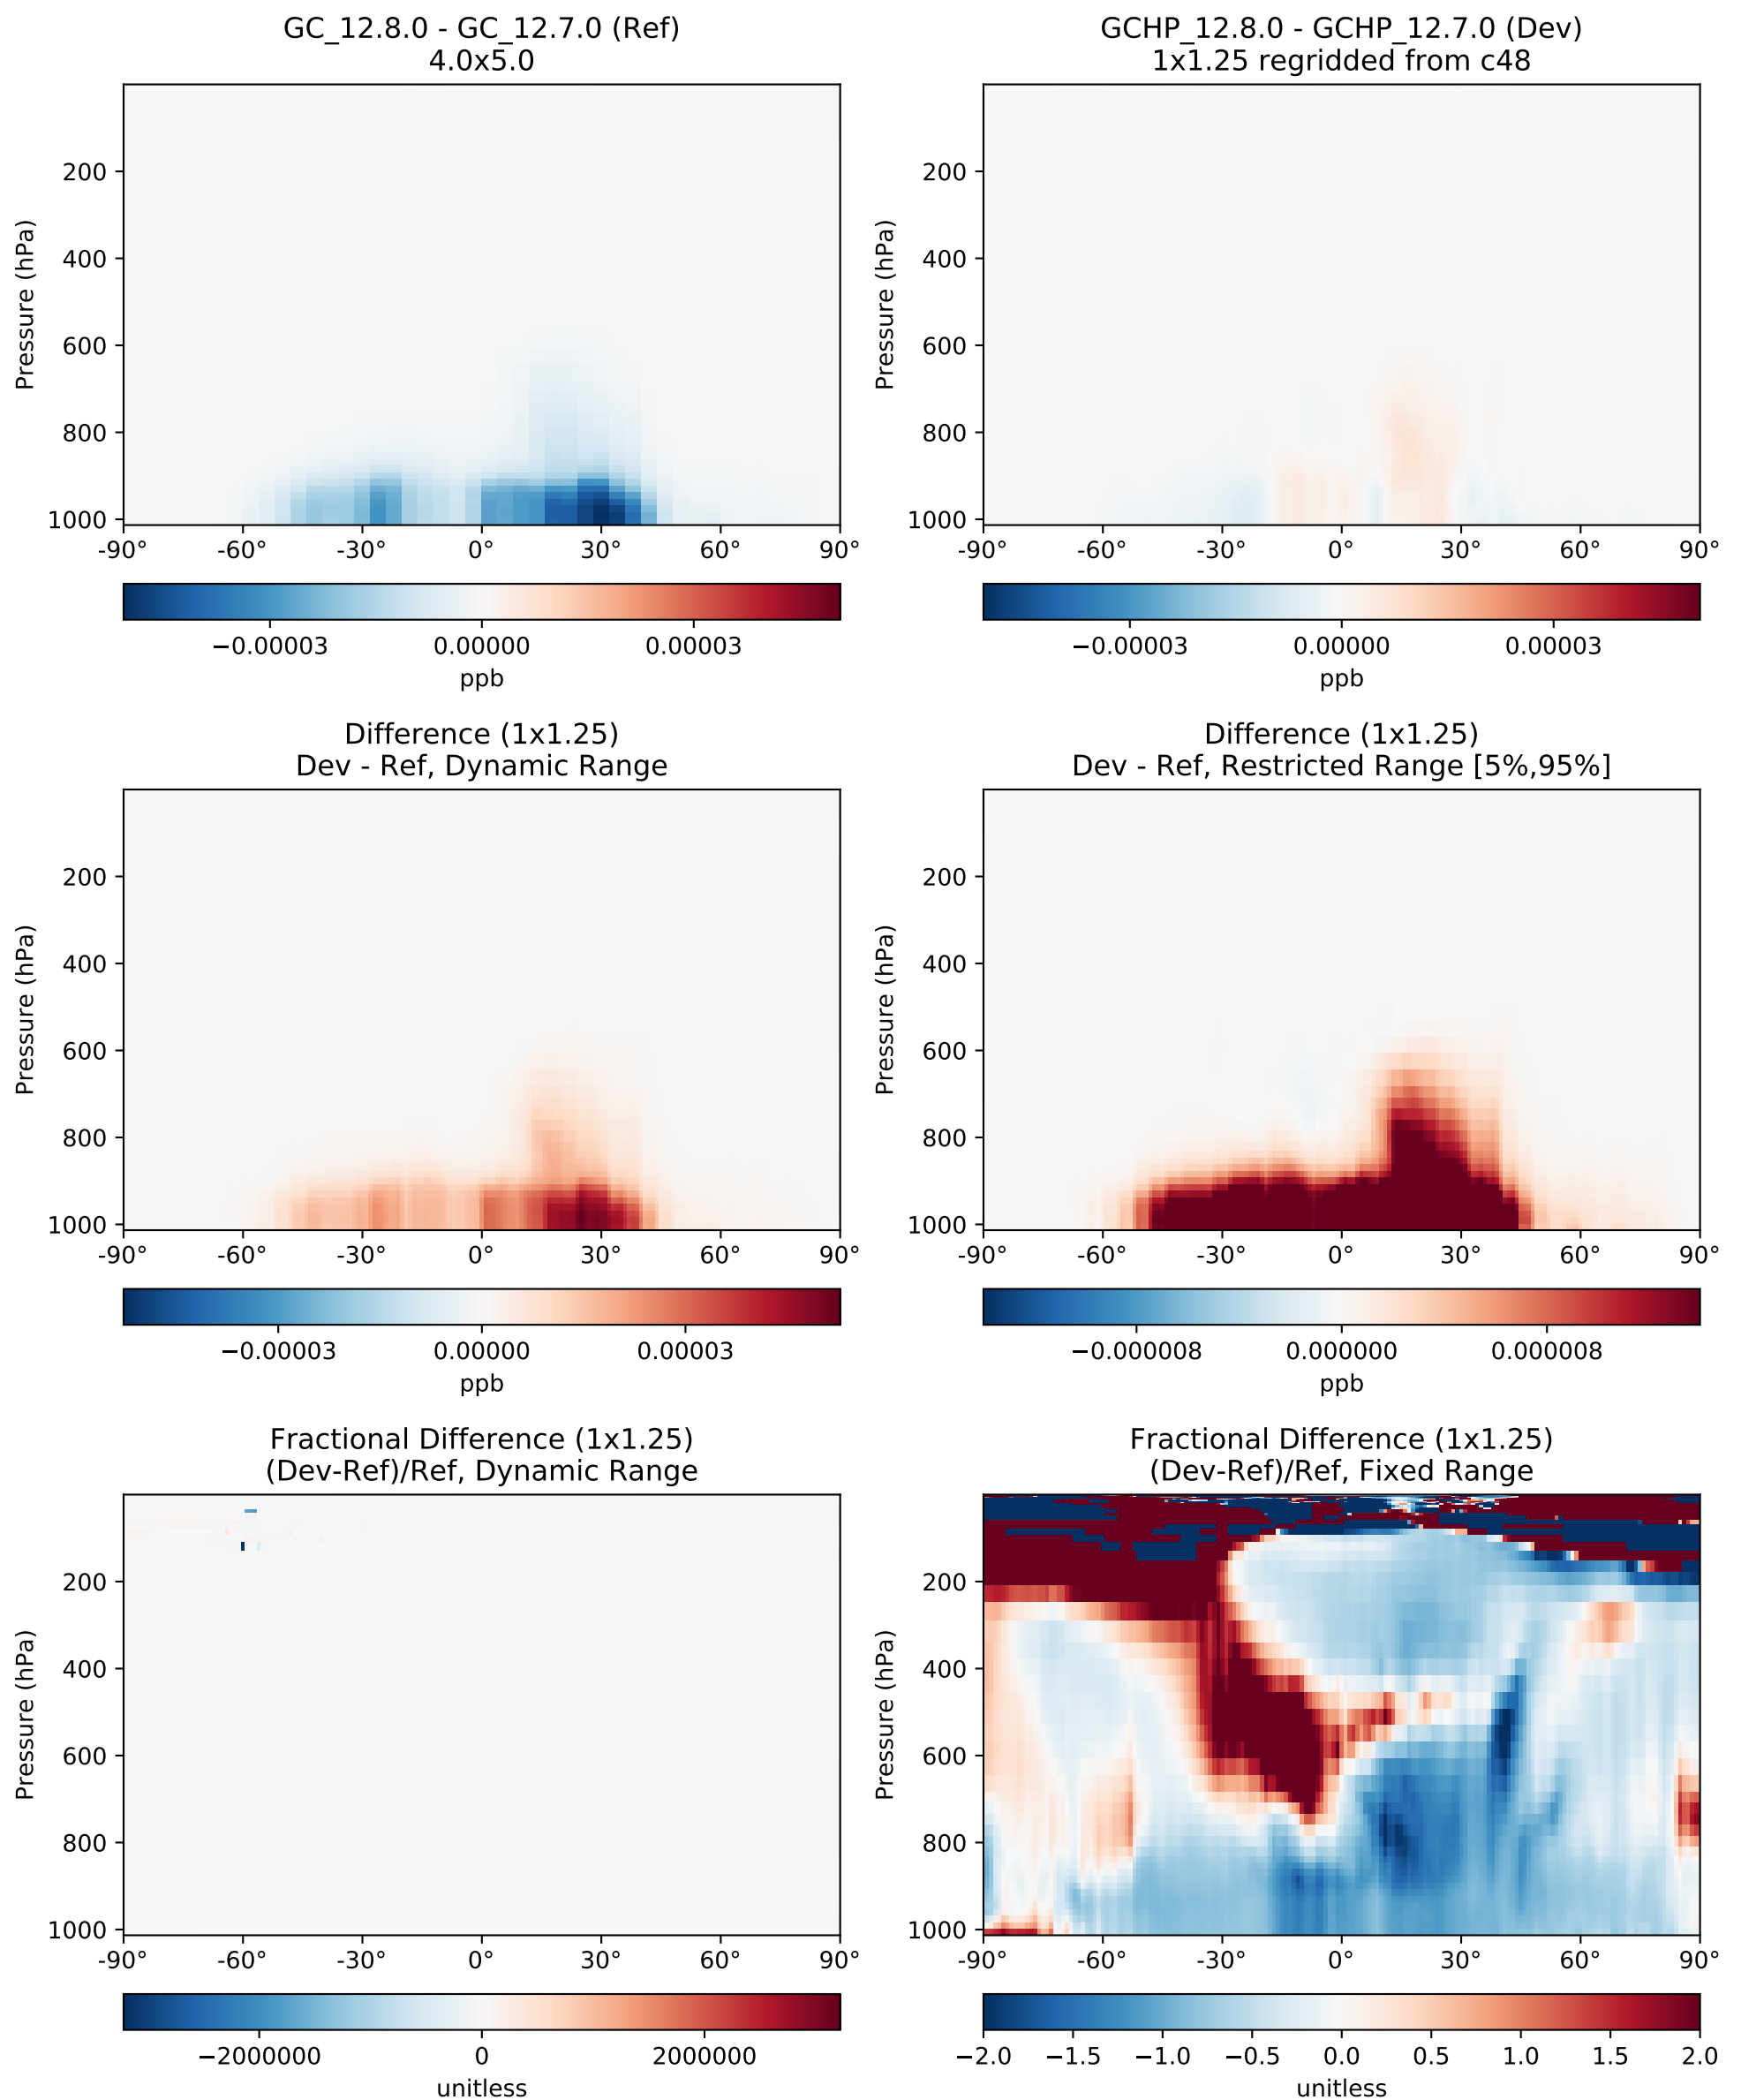 GC_12.8.0 - GC_12.7.0 (Ref)
4.0x5.0
Pressure (hPa)
200
400
600
800
1000
-90° -60° -30° 0° 30° 60° 90°
−0.00003 0.00000 0.00003
ppb
GCHP_12.8.0 - GCHP_12.7.0 (Dev)
1x1.25 regridded from c48
Pressure (hPa)
200
400
600
800
1000
-90° -60° -30° 0° 30° 60° 90°
−0.00003 0.00000 0.00003
ppb
Difference (1x1.25)
Dev - Ref, Dynamic Range
Pressure (hPa)
200
400
600
800
1000
-90° -60° -30° 0° 30° 60° 90°
−0.00003 0.00000 0.00003
ppb
Difference (1x1.25)
Dev - Ref, Restricted Range [5%,95%]
Pressure (hPa)
200
400
600
800
1000
-90° -60° -30° 0° 30° 60° 90°
−0.000008 0.000000 0.000008
ppb
Fractional Difference (1x1.25)
(Dev-Ref)/Ref, Dynamic Range
Pressure (hPa)
200
400
600
800
1000
-90° -60° -30° 0° 30° 60° 90°
−2000000 0 2000000
unitless
Fractional Difference (1x1.25)
(Dev-Ref)/Ref, Fixed Range
Pressure (hPa)
200
400
600
800
1000
-90° -60° -30° 0° 30° 60° 90°
−2.0 −1.5 −1.0 −0.5 0.0 0.5 1.0 1.5 2.0
unitless